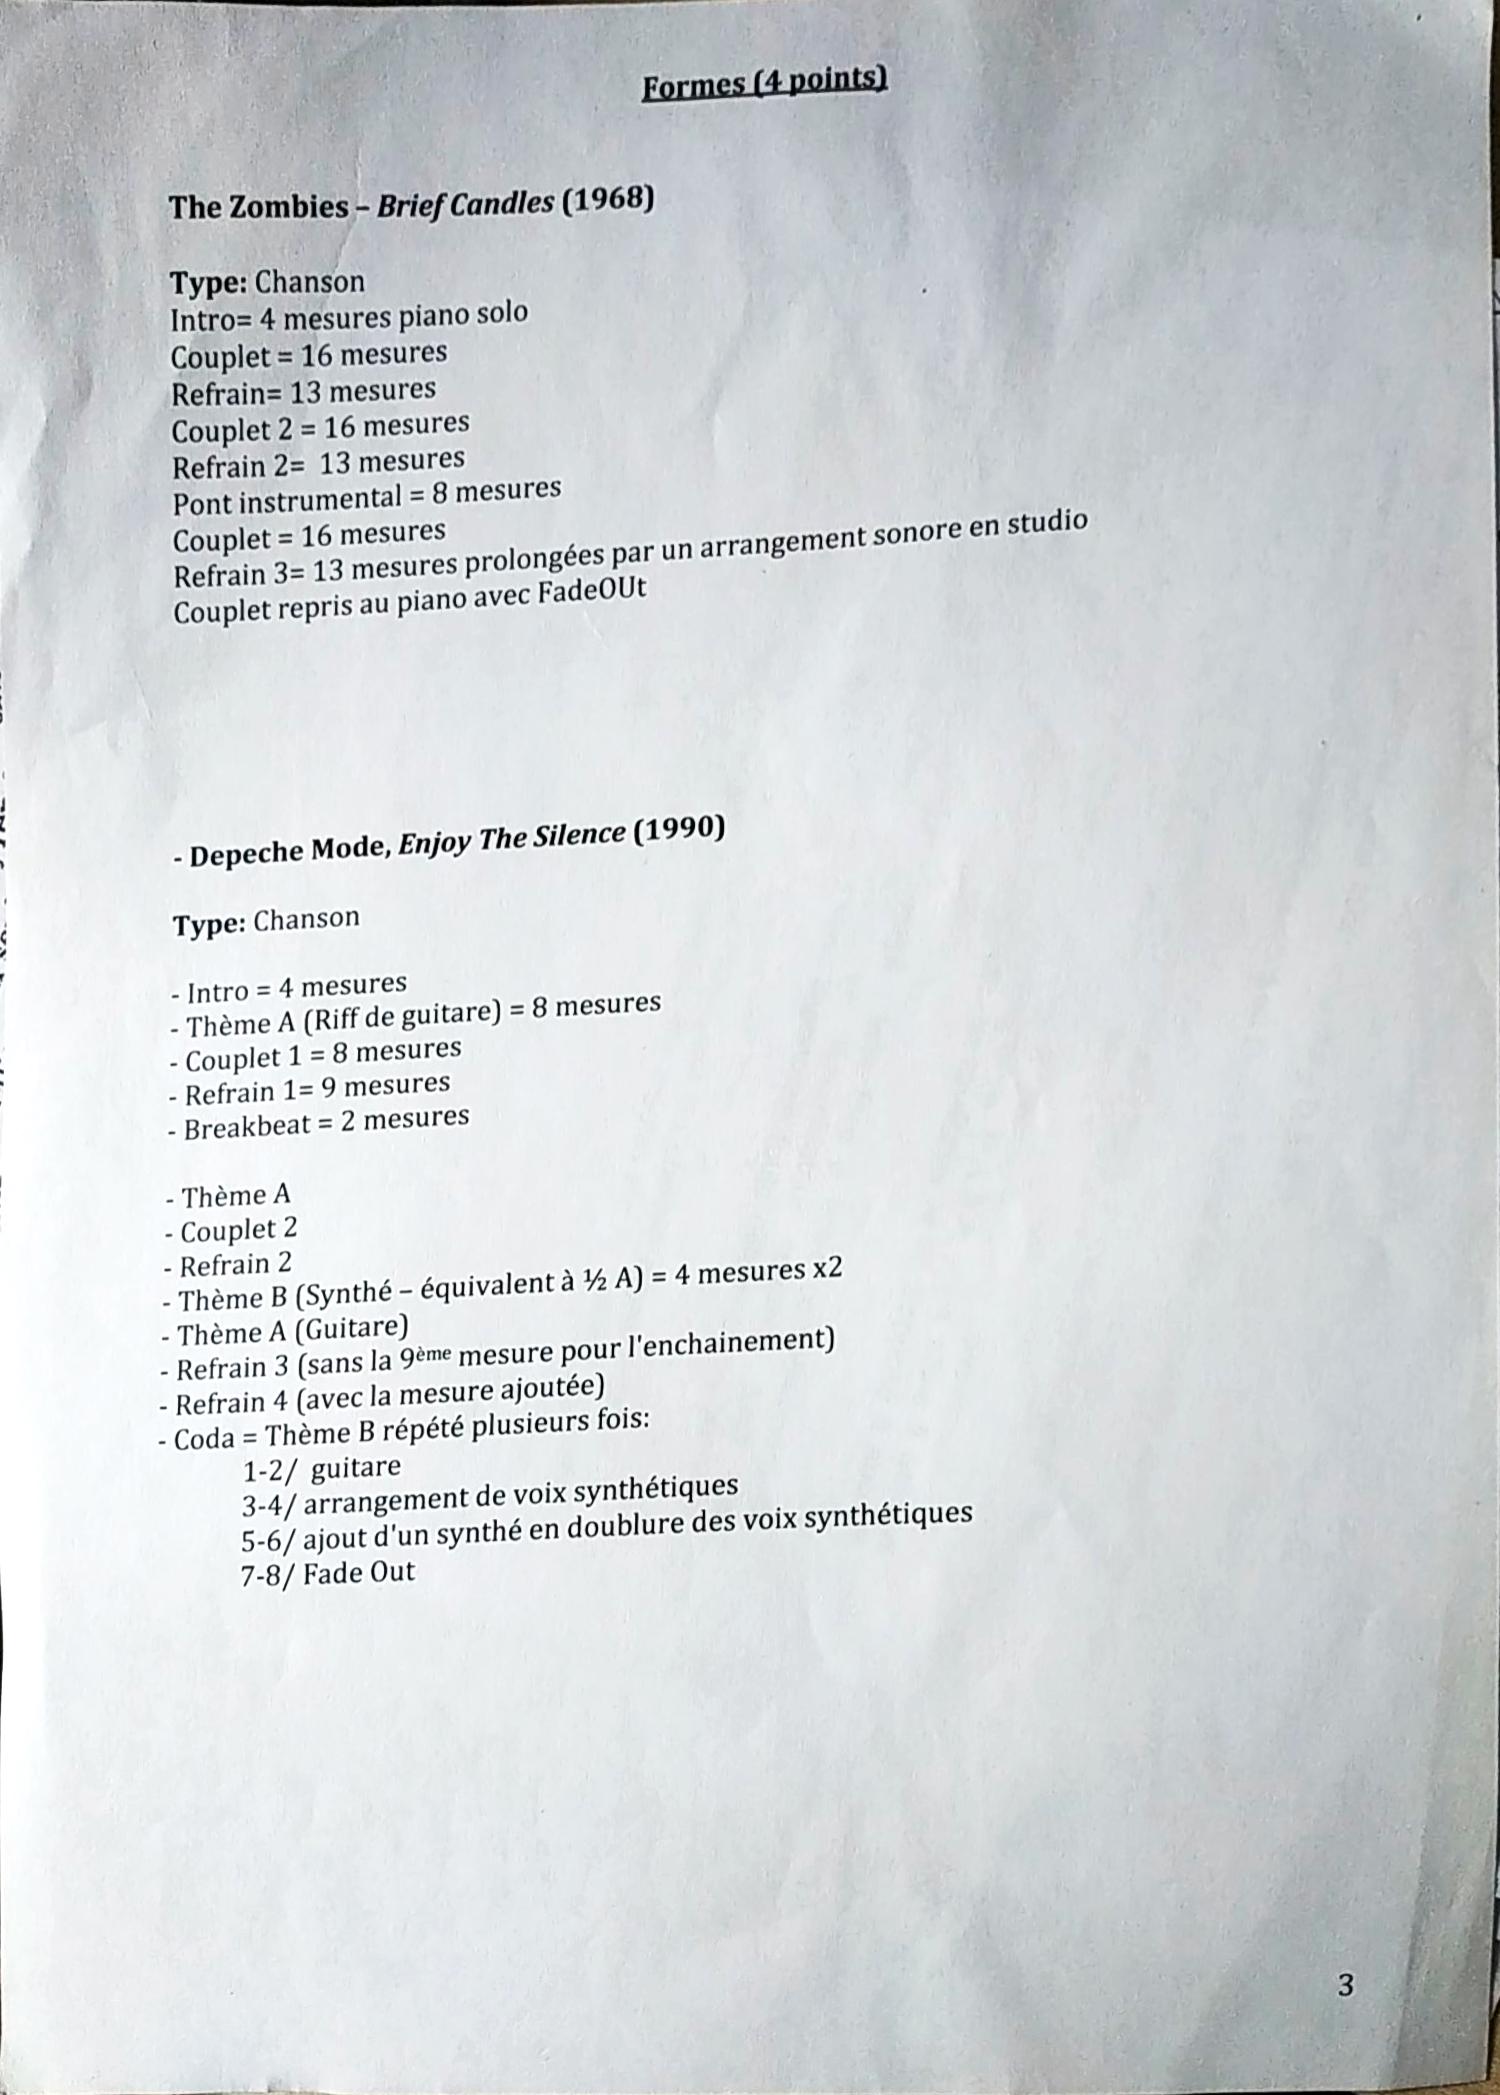 Formes (4 points)
The Zombies – Brief Candles (1968)
Type: Chanson
Intro= 4 mesures piano solo
Couplet = 16 mesures
Refrain= 13 mesures
Couplet 2 = 16 mesures
Refrain 2= 13 mesures
Pont instrumental = 8 mesures
Couplet = 16 mesures
Refrain 3= 13 mesures prolongées par un arrangement sonore en studio
Couplet repris au piano avec FadeOUt
- Depeche Mode, Enjoy The Silence (1990)
Type: Chanson
- Intro = 4 mesures
- Thème A (Riff de guitare) = 8 mesures
- Couplet 1 = 8 mesures
- Refrain 1= 9 mesures
- Breakbeat = 2 mesures
- Thème A
- Couplet 2
- Refrain 2
- Thème B (Synthé – équivalent à ½ A) = 4 mesures x2
- Thème A (Guitare)
- Refrain 3 (sans la 9ème mesure pour l'enchainement)
- Refrain 4 (avec la mesure ajoutée)
- Coda = Thème B répété plusieurs fois:
1-2/ guitare
3-4/ arrangement de voix synthétiques
5-6/ ajout d'un synthé en doublure des voix synthétiques
7-8/ Fade Out
3